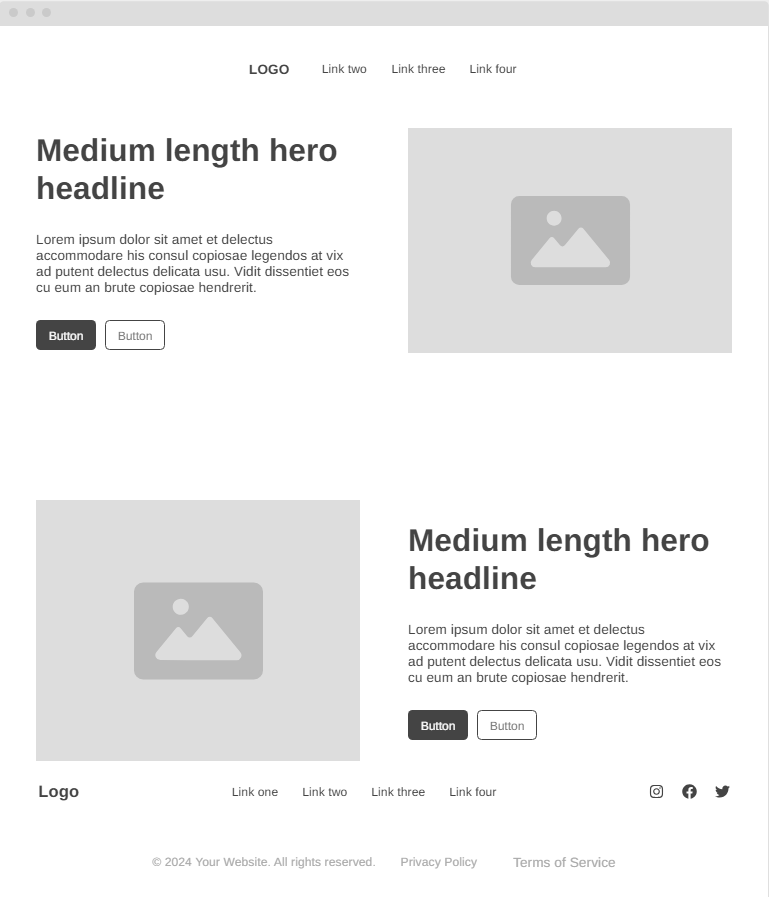 LOGO Link two Link three Link four
Medium length hero
headline
Lorem ipsum dolor sit amet et delectus
accommodare his consul copiosae legendos at vix
ad putent delectus delicata usu. Vidit dissentiet eos
cu eum an brute copiosae hendrerit.
Button Button
Medium length hero
headline
Lorem ipsum dolor sit amet et delectus
accommodare his consul copiosae legendos at vix
ad putent delectus delicata usu. Vidit dissentiet eos
cu eum an brute copiosae hendrerit.
Button Button
Logo Link one Link two Link three Link four
© 2024 Your Website. All rights reserved. Privacy Policy Terms of Service